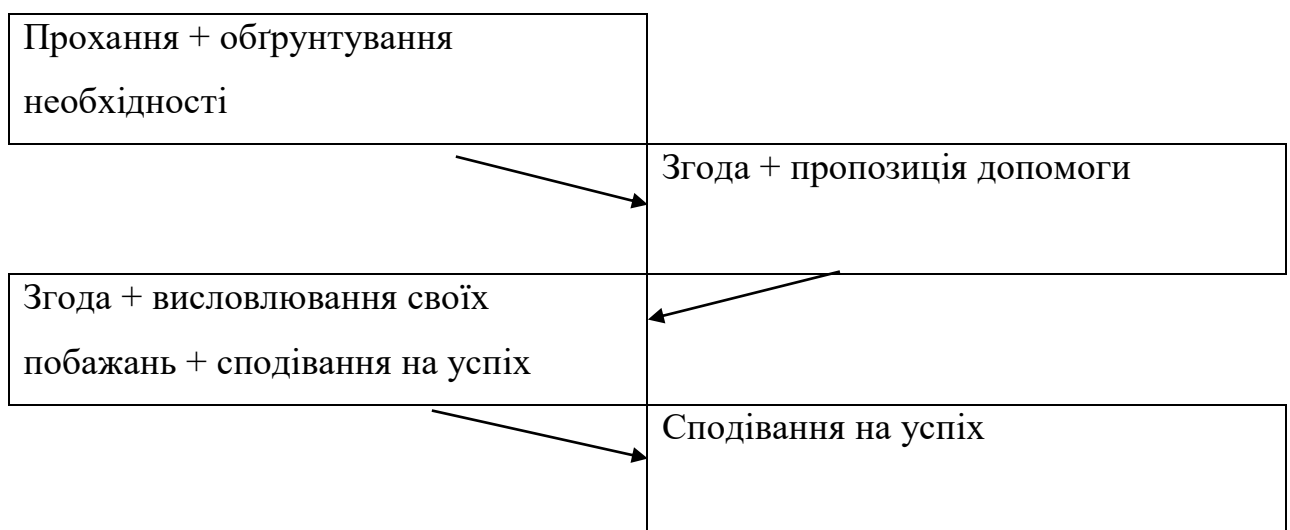 Прохання + обґрунтування
необхідності
Згода + пропозиція допомоги
Згода + висловлювання своїх
побажань + сподівання на успіх
Сподівання на успіх